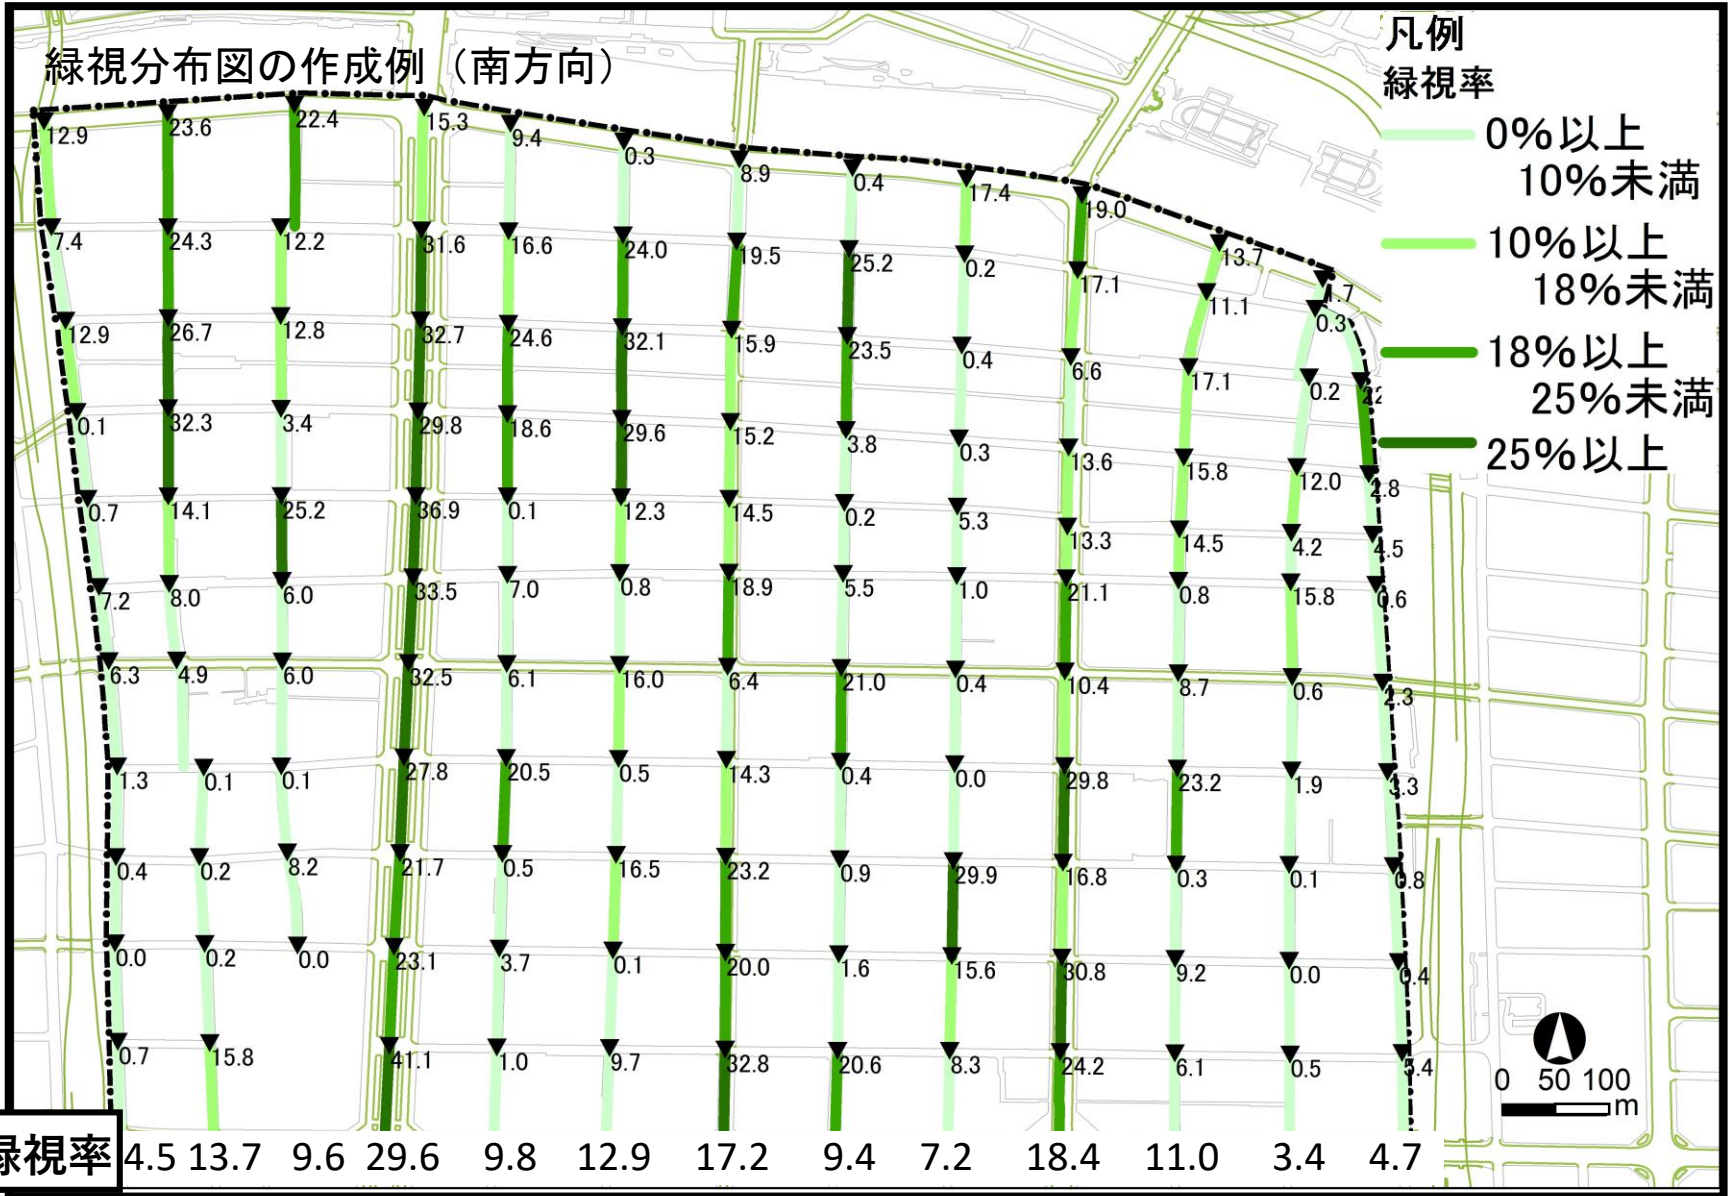 緑視分布図の作成例（南方向）
凡例
緑視率
0%以上
10%未満
10%以上
18%未満
18%以上
25%未満
25%以上
12.9 23.6 22.4 15.3 9.4 0.3 8.9 0.4 17.4 19.0 13.7 1.7
7.4 24.3 12.2 31.6 16.6 24.0 19.5 25.2 0.2 17.1 11.1 0.3
12.9 26.7 12.8 32.7 24.6 32.1 15.9 23.5 0.4 6.6 17.1 0.2
0.1 32.3 3.4 29.8 18.6 29.6 15.2 3.8 0.3 13.6 15.8 12.0 2.8
0.7 14.1 25.2 36.9 0.1 12.3 14.5 0.2 5.3 13.3 14.5 4.2 4.5
7.2 8.0 6.0 33.5 7.0 0.8 18.9 5.5 1.0 21.1 0.8 15.8 0.6
6.3 4.9 6.0 32.5 6.1 16.0 6.4 21.0 0.4 10.4 8.7 0.6 2.3
1.3 0.1 0.1 27.8 20.5 0.5 14.3 0.4 0.0 29.8 23.2 1.9 3.3
0.4 0.2 8.2 21.7 0.5 16.5 23.2 0.9 29.9 16.8 0.3 0.1 0.8
0.0 0.2 0.0 23.1 3.7 0.1 20.0 1.6 15.6 30.8 9.2 0.0 0.4
0.7 15.8 41.1 1.0 9.7 32.8 20.6 8.3 24.2 6.1 0.5 5.4
0 50 100
m
緑視率 4.5 13.7 9.6 29.6 9.8 12.9 17.2 9.4 7.2 18.4 11.0 3.4 4.7